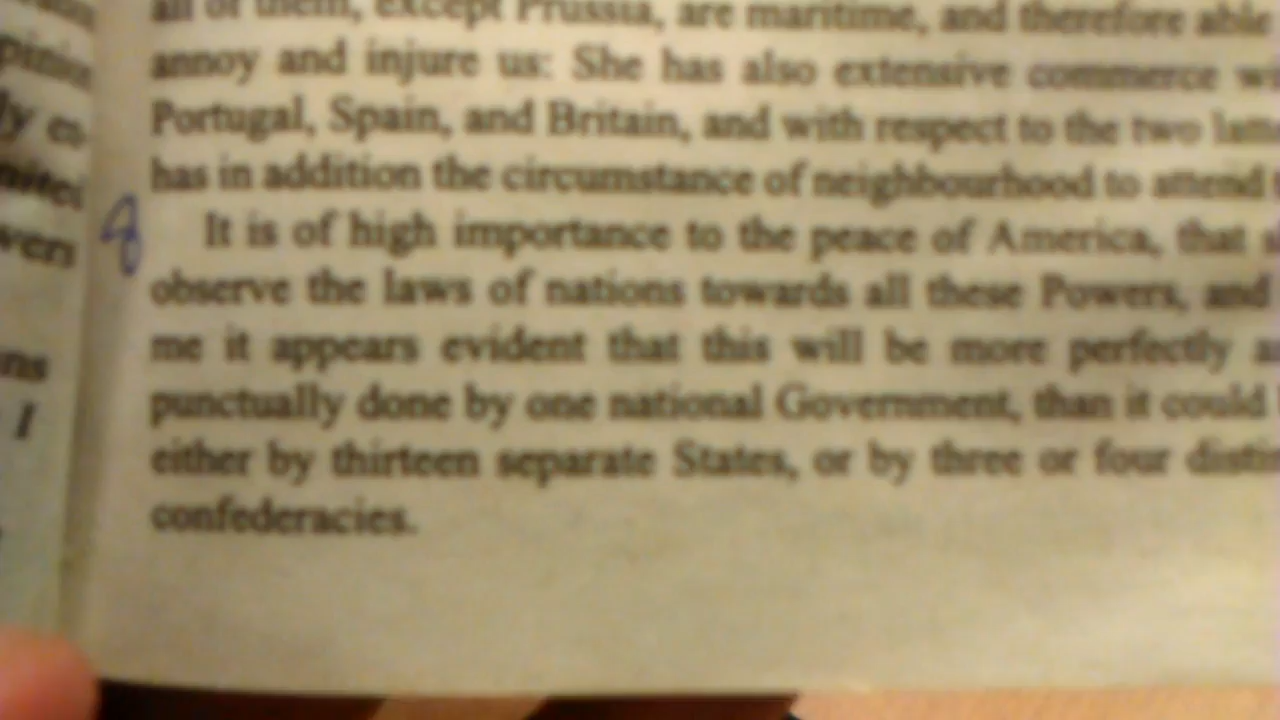 all of them, except Prussia, are maritime, and therefore able
annoy and injure us: She has also extensive commerce
Portugal, Spain, and Britain, and with respect to the two
has in addition the circumstance of neighbourhood to attend
8
It is of high importance to the peace of America, that
observe the laws of nations towards all these Powers, and
me it appears evident that this will be more perfectly
punctually done by one national Government, than it could
either by thirteen separate States, or by three or four
confederacies.